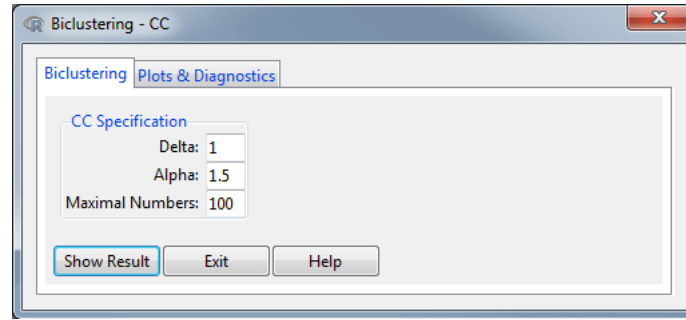 Biclustering - CC
Biclustering Plots & Diagnostics
CC Specification
Delta: 1
Alpha: 1.5
Maximal Numbers: 100
Show Result Exit Help